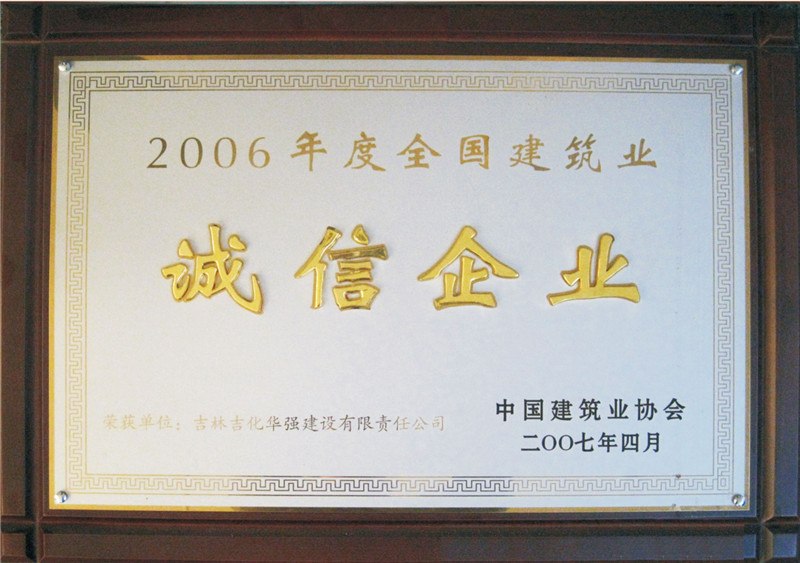 2006年度全国建筑业
诚信企业
荣获单位：吉林吉化华强建设有限责任公司
中国建筑业协会
二〇〇七年四月